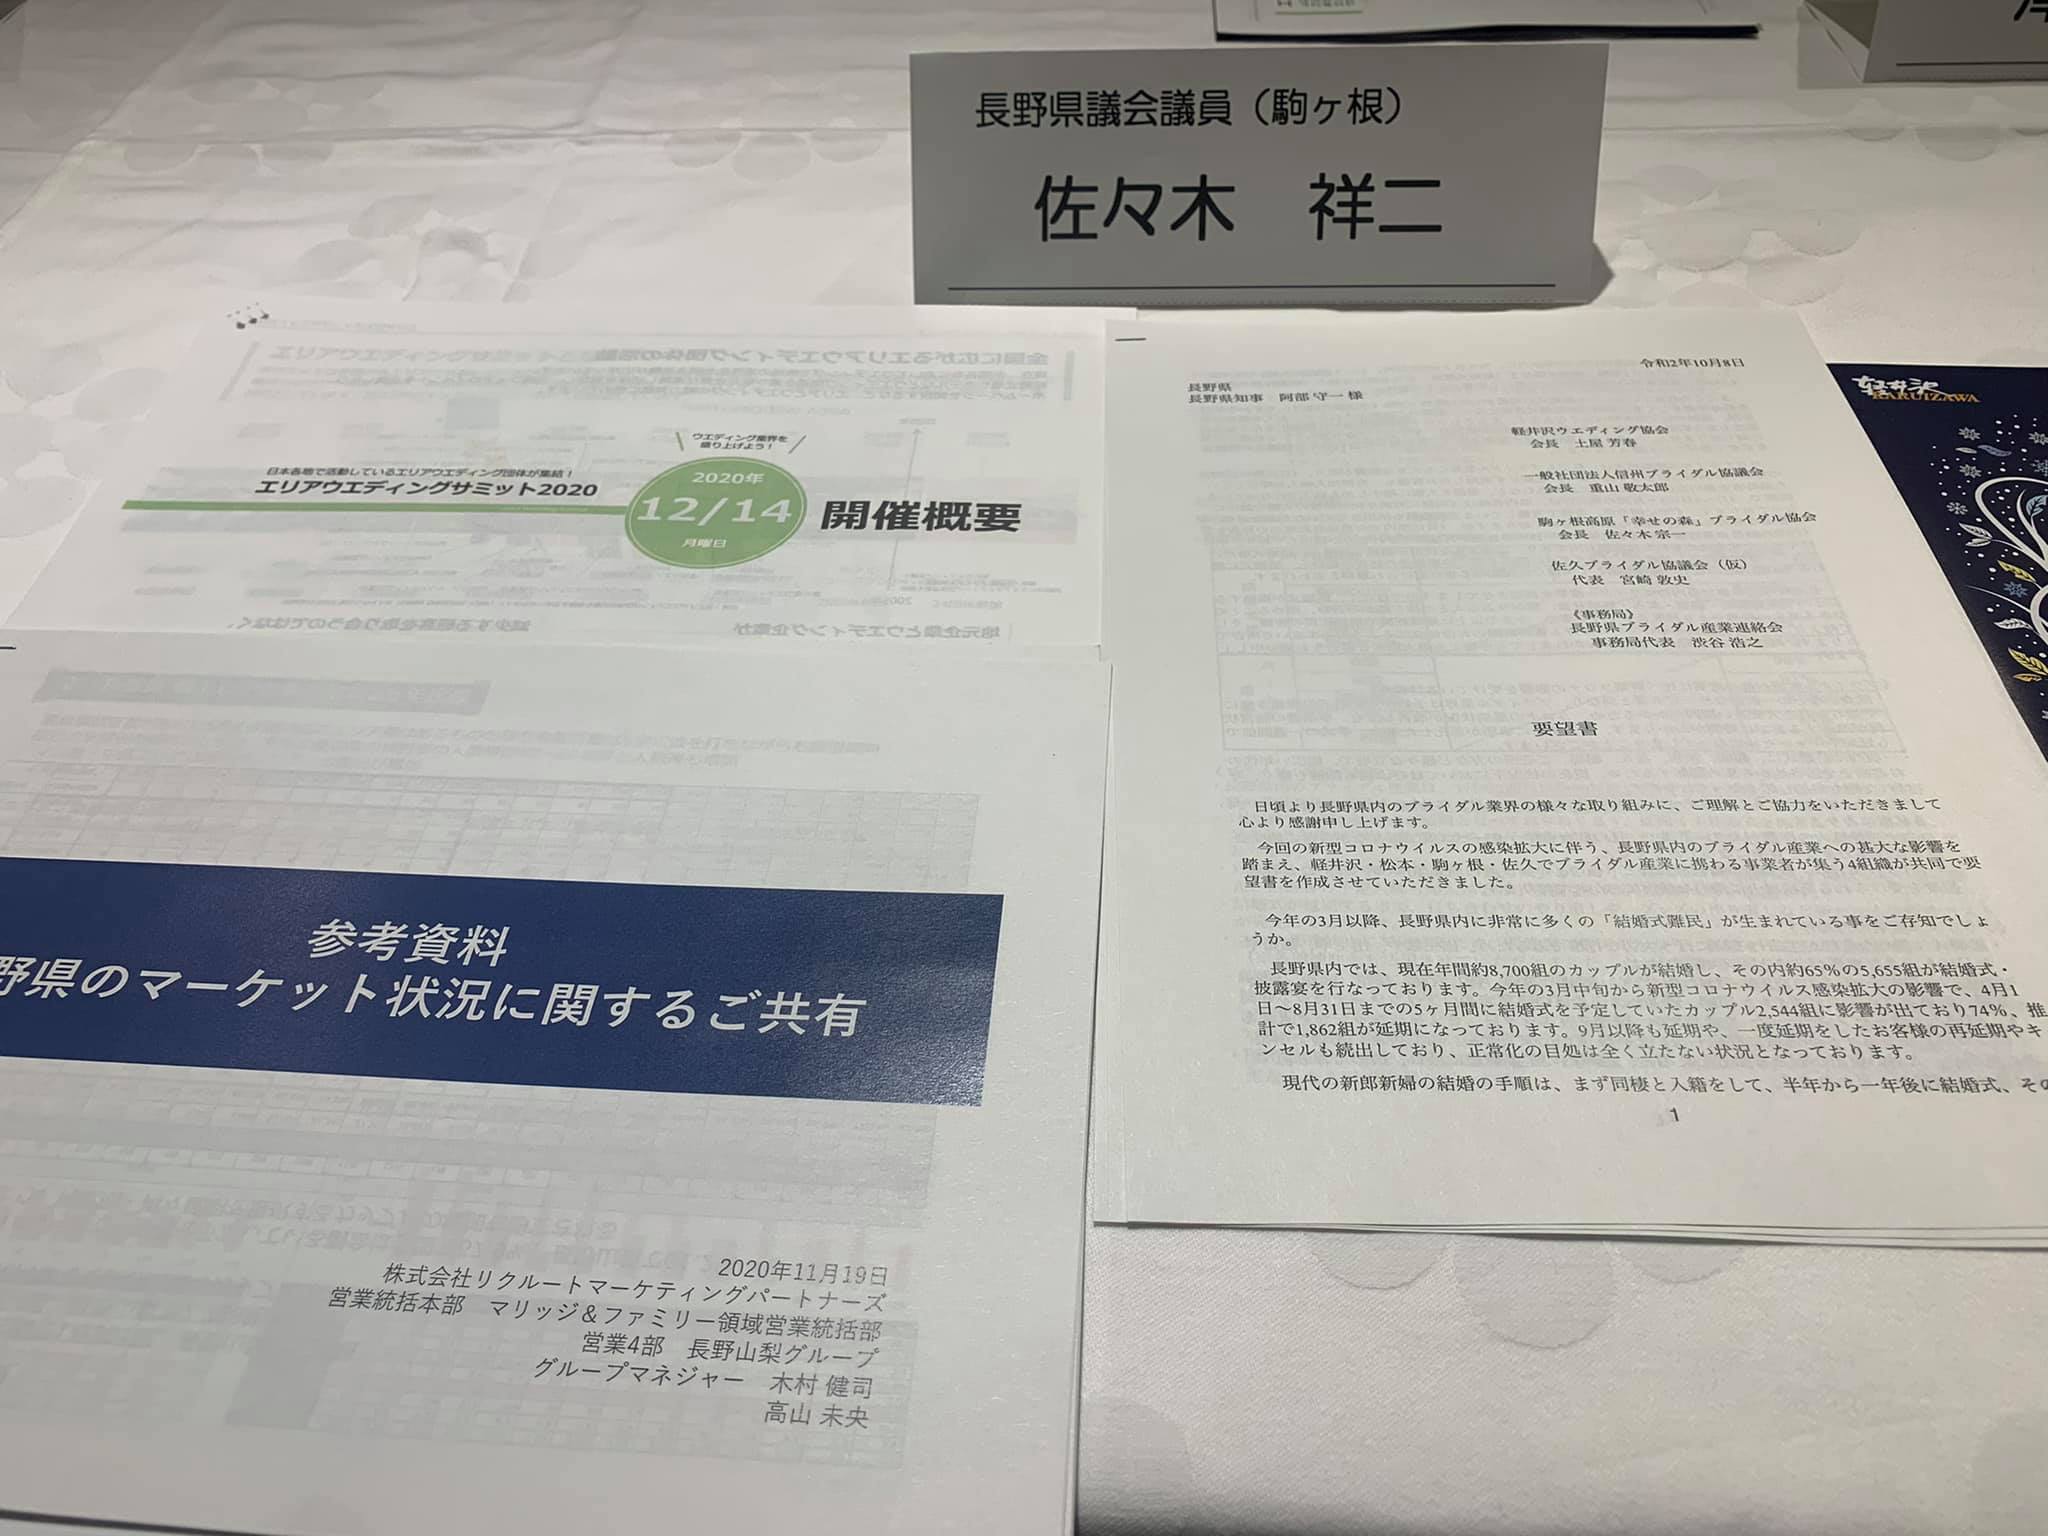 長野県議会議員（駒ヶ根）
佐々木　祥二
ウエディング業界を
盛り上げよう！
日本各地で活動しているエリアウエディング団体が集結！
エリアウエディングサミット2020
2020年
12/14
月曜日
開催概要
参考資料
野県のマーケット状況に関するご共有
2020年11月19日
株式会社リクルートマーケティングパートナーズ
営業統括本部　マリッジ＆ファミリー領域営業統括部
営業4部　長野山梨グループ
グループマネジャー　木村 健司
高山 未央
令和2年10月8日
長野県
長野県知事　阿部 守一 様
軽井沢ウエディング協会
会長　土屋 芳春
一般社団法人信州ブライダル協議会
会長　重山 敬太郎
駒ヶ根高原「幸せの森」ブライダル協会
会長　佐々木 宗一
佐久ブライダル協議会（仮）
代表　宮崎 敦史
《事務局》
長野県ブライダル産業連絡会
事務局代表　渋谷 浩之
要望書
日頃より長野県内のブライダル業界の様々な取り組みに、ご理解とご協力をいただきまして
心より感謝申し上げます。
今回の新型コロナウイルスの感染拡大に伴う、長野県内のブライダル産業への甚大な影響を
踏まえ、軽井沢・松本・駒ヶ根・佐久でブライダル産業に携わる事業者が集う4組織が共同で要
望書を作成させていただきました。
今年の3月以降、長野県内に非常に多くの「結婚式難民」が生まれている事をご存知でしょ
うか。
長野県内では、現在年間約8,700組のカップルが結婚し、その内約65%の5,655組が結婚式・
披露宴を行なっております。今年の3月中旬から新型コロナウイルス感染拡大の影響で、4月1
日～8月31日までの5ヶ月間に結婚式を予定していたカップル2,544組に影響が出ており74%、推
計で1,862組が延期になっております。9月以降も延期や、一度延期をしたお客様の再延期やキ
ンセルも続出しており、正常化の目処は全く立たない状況となっております。
現代の新郎新婦の結婚の手順は、まず同棲と入籍をして、半年から一年後に結婚式、その
1
軽井沢
KARUIZAWA